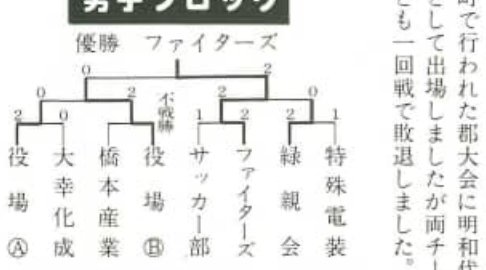 町で行われた郡大会に明和代
として出場しましたが両チー
とも一回戦で敗退しました。
男子ブロック
優勝 ファイターズ
0 2
0 2 2 0
2 0 不戦勝 1 2 2 1
役場Ⓐ
大幸化成
橋本産業
役場Ⓑ
サッカー部
ファイターズ
緑親会
特殊電装